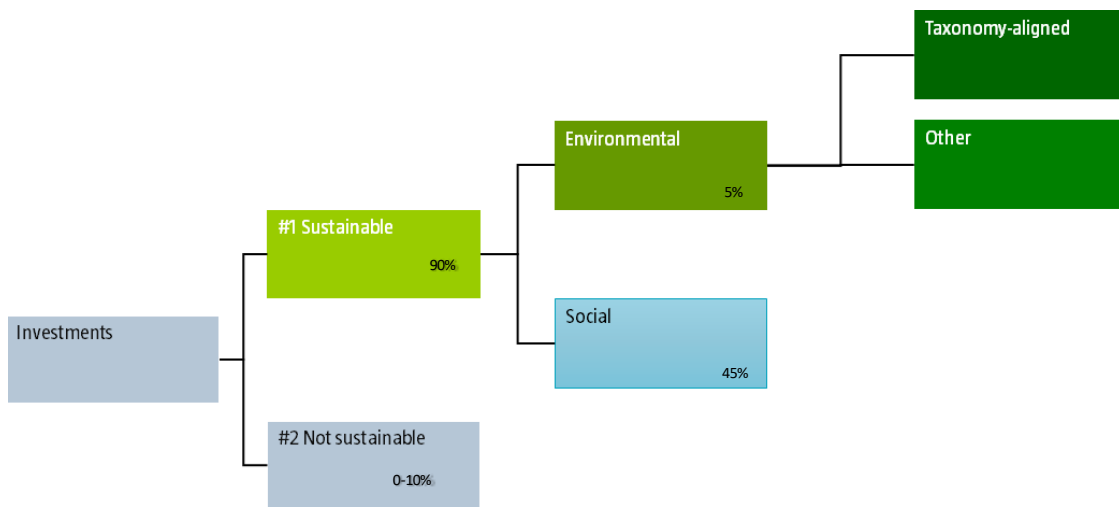 Taxonomy-aligned
Environmental
5%
Other
#1 Sustainable
90%
Investments
Social
45%
#2 Not sustainable
0-10%